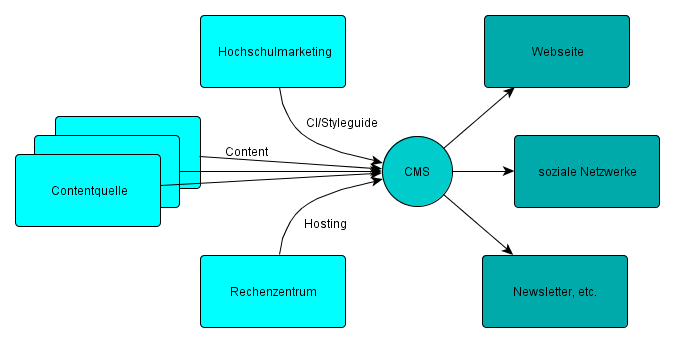 Hochschulmarketing
Webseite
CI/Styleguide
Content
CMS
soziale Netzwerke
Contentquelle
Hosting
Rechenzentrum
Newsletter, etc.